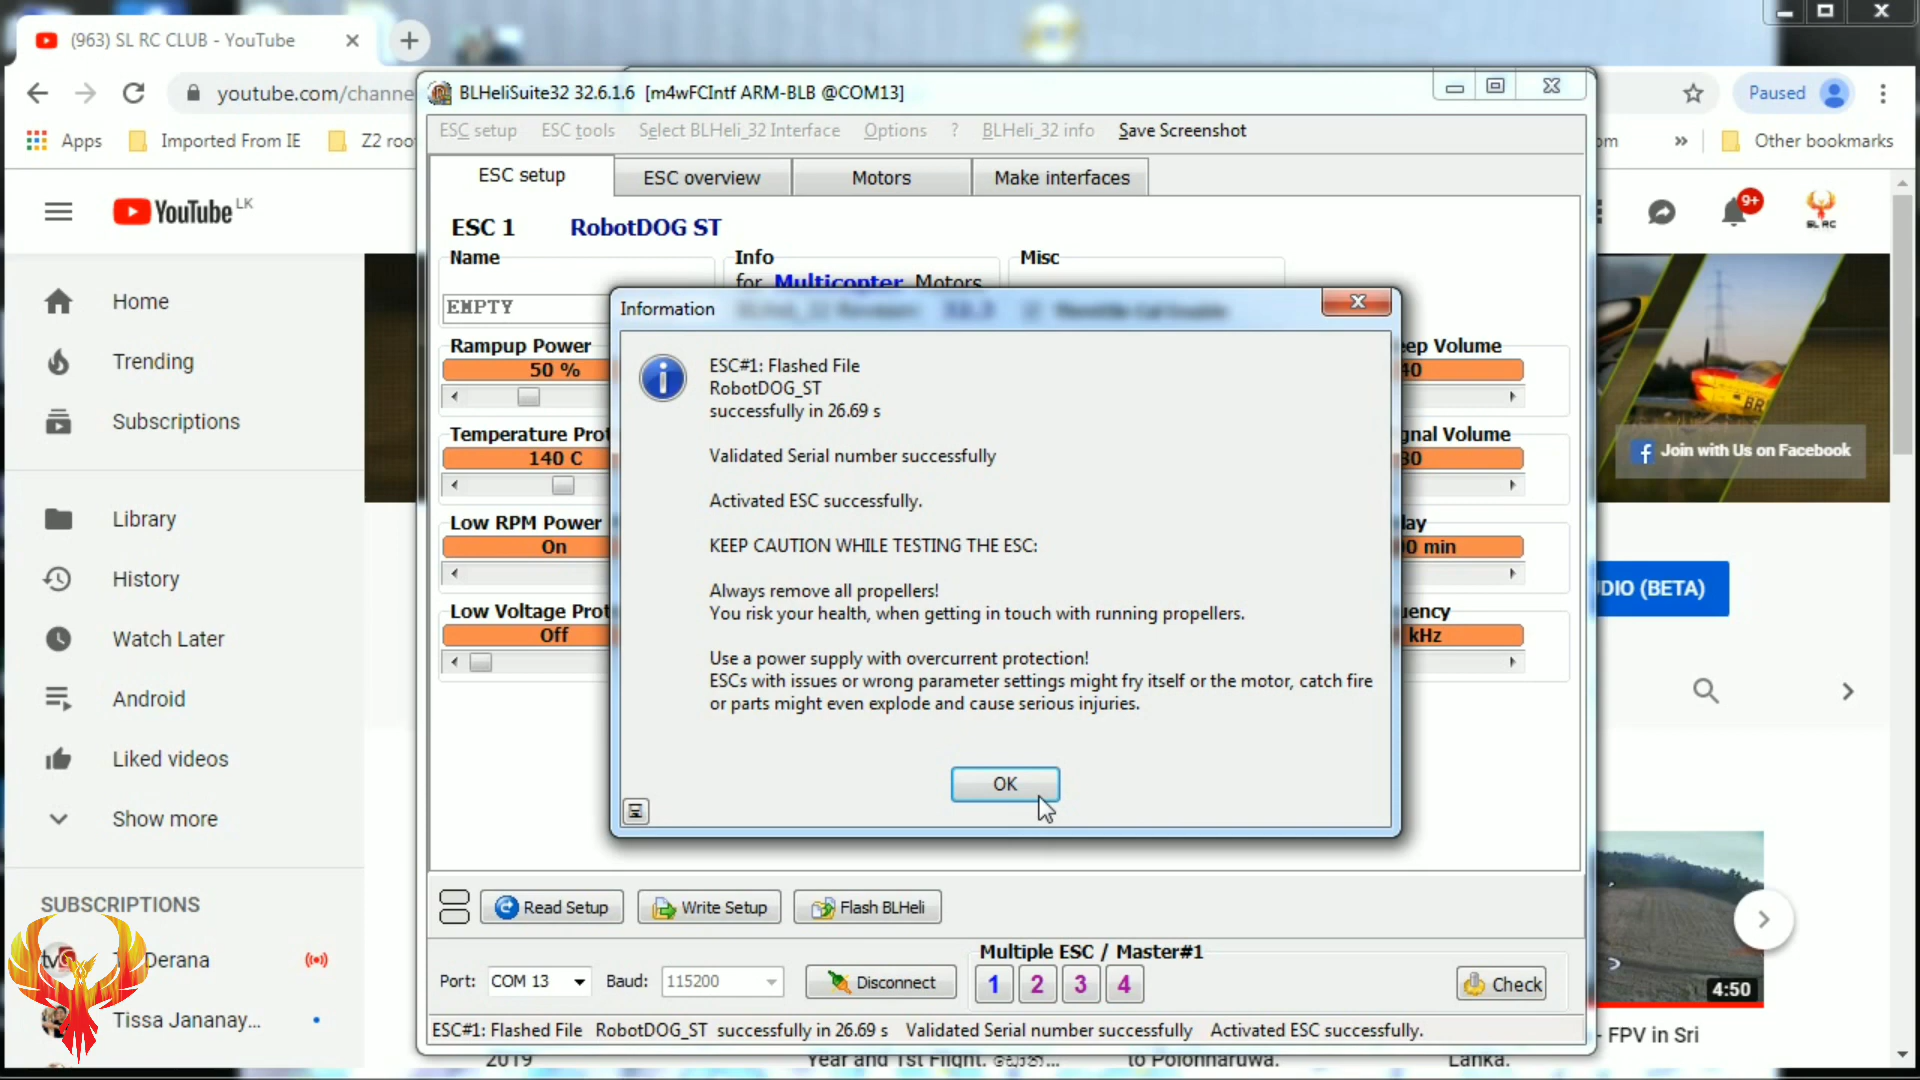 (963) SL RC CLUB - YouTube
youtube.com/channe
Paused
Apps
Imported From IE
Z2 roo
om
Other bookmarks
BLHeliSuite32 32.6.1.6 [m4wFCIntf ARM-BLB @COM13]
ESC setup ESC tools Select BLHeli_32 Interface Options ? BLHeli_32 info Save Screenshot
ESC setup ESC overview Motors Make interfaces
YouTube LK
9+
SL RC
ESC 1 RobotDOG ST
Name Info Misc
for Multicopter Motors
EMPTY
Information
Home
Trending
Subscriptions
Library
History
Watch Later
Android
Liked videos
Show more
SUBSCRIPTIONS
Derana
Tissa Jananay...
Rampup Power
50 %
Temperature Prot
140 C
Low RPM Power
On
Low Voltage Prot
Off
ESC#1: Flashed File
RobotDOG_ST
successfully in 26.69 s
Validated Serial number successfully
Activated ESC successfully.
KEEP CAUTION WHILE TESTING THE ESC:
Always remove all propellers!
You risk your health, when getting in touch with running propellers.
Use a power supply with overcurrent protection!
ESCs with issues or wrong parameter settings might fry itself or the motor, catch fire
or parts might even explode and cause serious injuries.
OK
eep Volume
40
gnal Volume
80
lay
0 min
uency
kHz
Join with Us on Facebook
DIO (BETA)
Read Setup Write Setup Flash BLHeli
Multiple ESC / Master#1
Port: COM 13 Baud: 115200 Disconnect 1 2 3 4 Check
ESC#1: Flashed File RobotDOG_ST successfully in 26.69 s Validated Serial number successfully Activated ESC successfully.
4:50
- FPV in Sri
2019
Year and 1st Flight.
to Polonnaruwa.
Lanka.